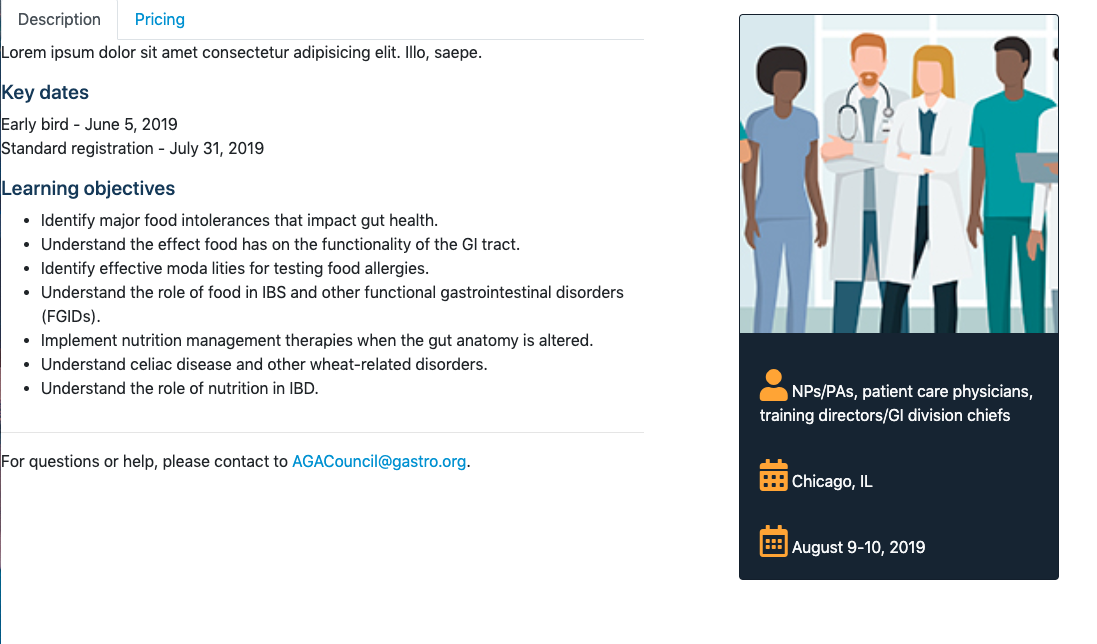 Description
Pricing
Lorem ipsum dolor sit amet consectetur adipisicing elit. Illo, saepe.
Key dates
Early bird - June 5, 2019
Standard registration - July 31, 2019
Learning objectives
• Identify major food intolerances that impact gut health.
• Understand the effect food has on the functionality of the GI tract.
• Identify effective moda lities for testing food allergies.
• Understand the role of food in IBS and other functional gastrointestinal disorders
(FGIDs).
• Implement nutrition management therapies when the gut anatomy is altered.
• Understand celiac disease and other wheat-related disorders.
• Understand the role of nutrition in IBD.
For questions or help, please contact to AGACouncil@gastro.org.
NPs/PAs, patient care physicians,
training directors/GI division chiefs
Chicago, IL
August 9-10, 2019